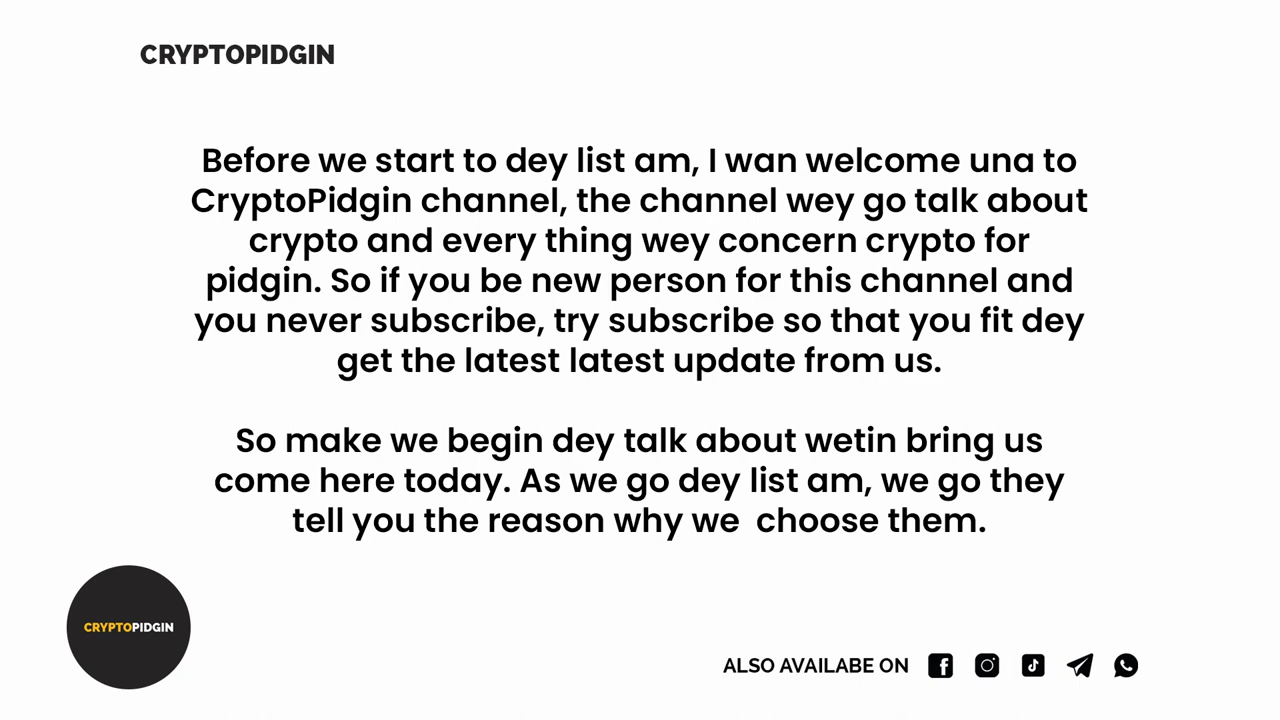 CRYPTOPIDGIN
Before we start to dey list am, I wan welcome una to
CryptoPidgin channel, the channel wey go talk about
crypto and every thing wey concern crypto for
pidgin. So if you be new person for this channel and
you never subscribe, try subscribe so that you fit dey
get the latest latest update from us.
So make we begin dey talk about wetin bring us
come here today. As we go dey list am, we go they
tell you the reason why we  choose them.
CRYPTOPIDGIN
ALSO AVAILABE ON